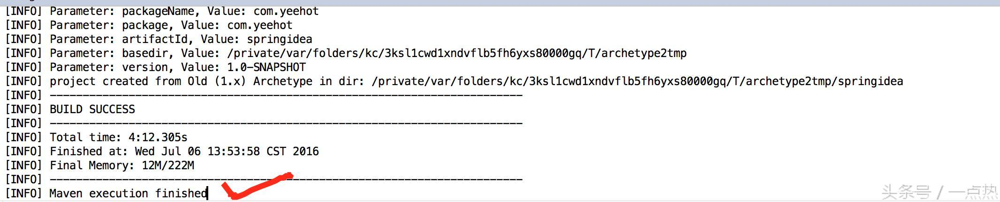 [INFO] Parameter: packageName, Value: com.yeehot
[INFO] Parameter: package, Value: com.yeehot
[INFO] Parameter: artifactId, Value: springidea
[INFO] Parameter: basedir, Value: /private/var/folders/kc/3ksl1cwd1xndvflb5fh6yxs80000gq/T/archetype2tmp
[INFO] Parameter: version, Value: 1.0-SNAPSHOT
[INFO] project created from Old (1.x) Archetype in dir: /private/var/folders/kc/3ksl1cwd1xndvflb5fh6yxs80000gq/T/archetype2tmp/springidea
[INFO] ------------------------------------------------------------------------
[INFO] BUILD SUCCESS
[INFO] ------------------------------------------------------------------------
[INFO] Total time: 4:12.305s
[INFO] Finished at: Wed Jul 06 13:53:58 CST 2016
[INFO] Final Memory: 12M/222M
[INFO] ------------------------------------------------------------------------
[INFO] Maven execution finished
头条号 / 一点热